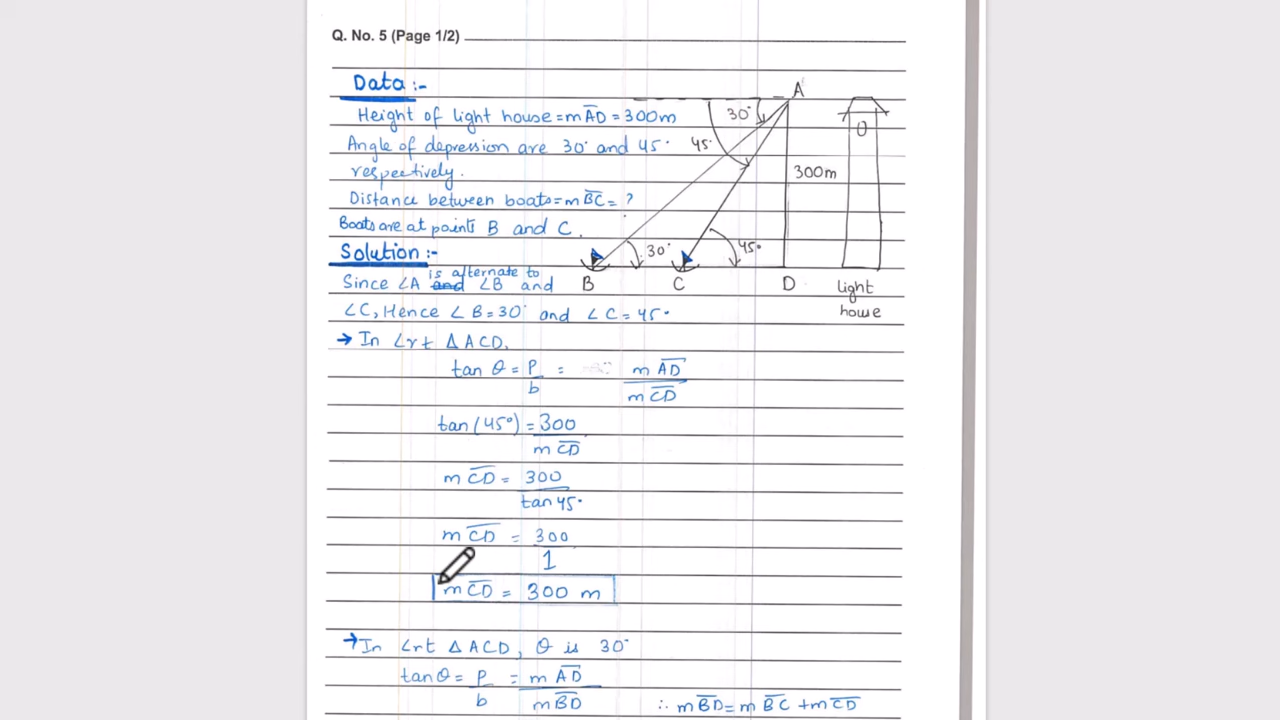 Q. No. 5 (Page 1/2)
Data :-
Height of light house = mAD = 300m
Angle of depression are 30° and 45°
respectively.
Distance between boats = mBC = ?
Boats are at points B and C.
A
30°
45°
300m
30°
45°
B C D light
house
Solution :-
is alternate to
Since ∠A and ∠B and
∠C, Hence ∠B = 30° and ∠C = 45°
→ In ∠rt △ACD.
tan θ = P/b = mAD/mCD
tan (45°) = 300/mCD
mCD = 300/tan 45°
mCD = 300/1
mCD = 300 m
→ In ∠rt △ACD, θ is 30°
tan θ = P/b = mAD/mBD
∴ mBD = mBC + mCD